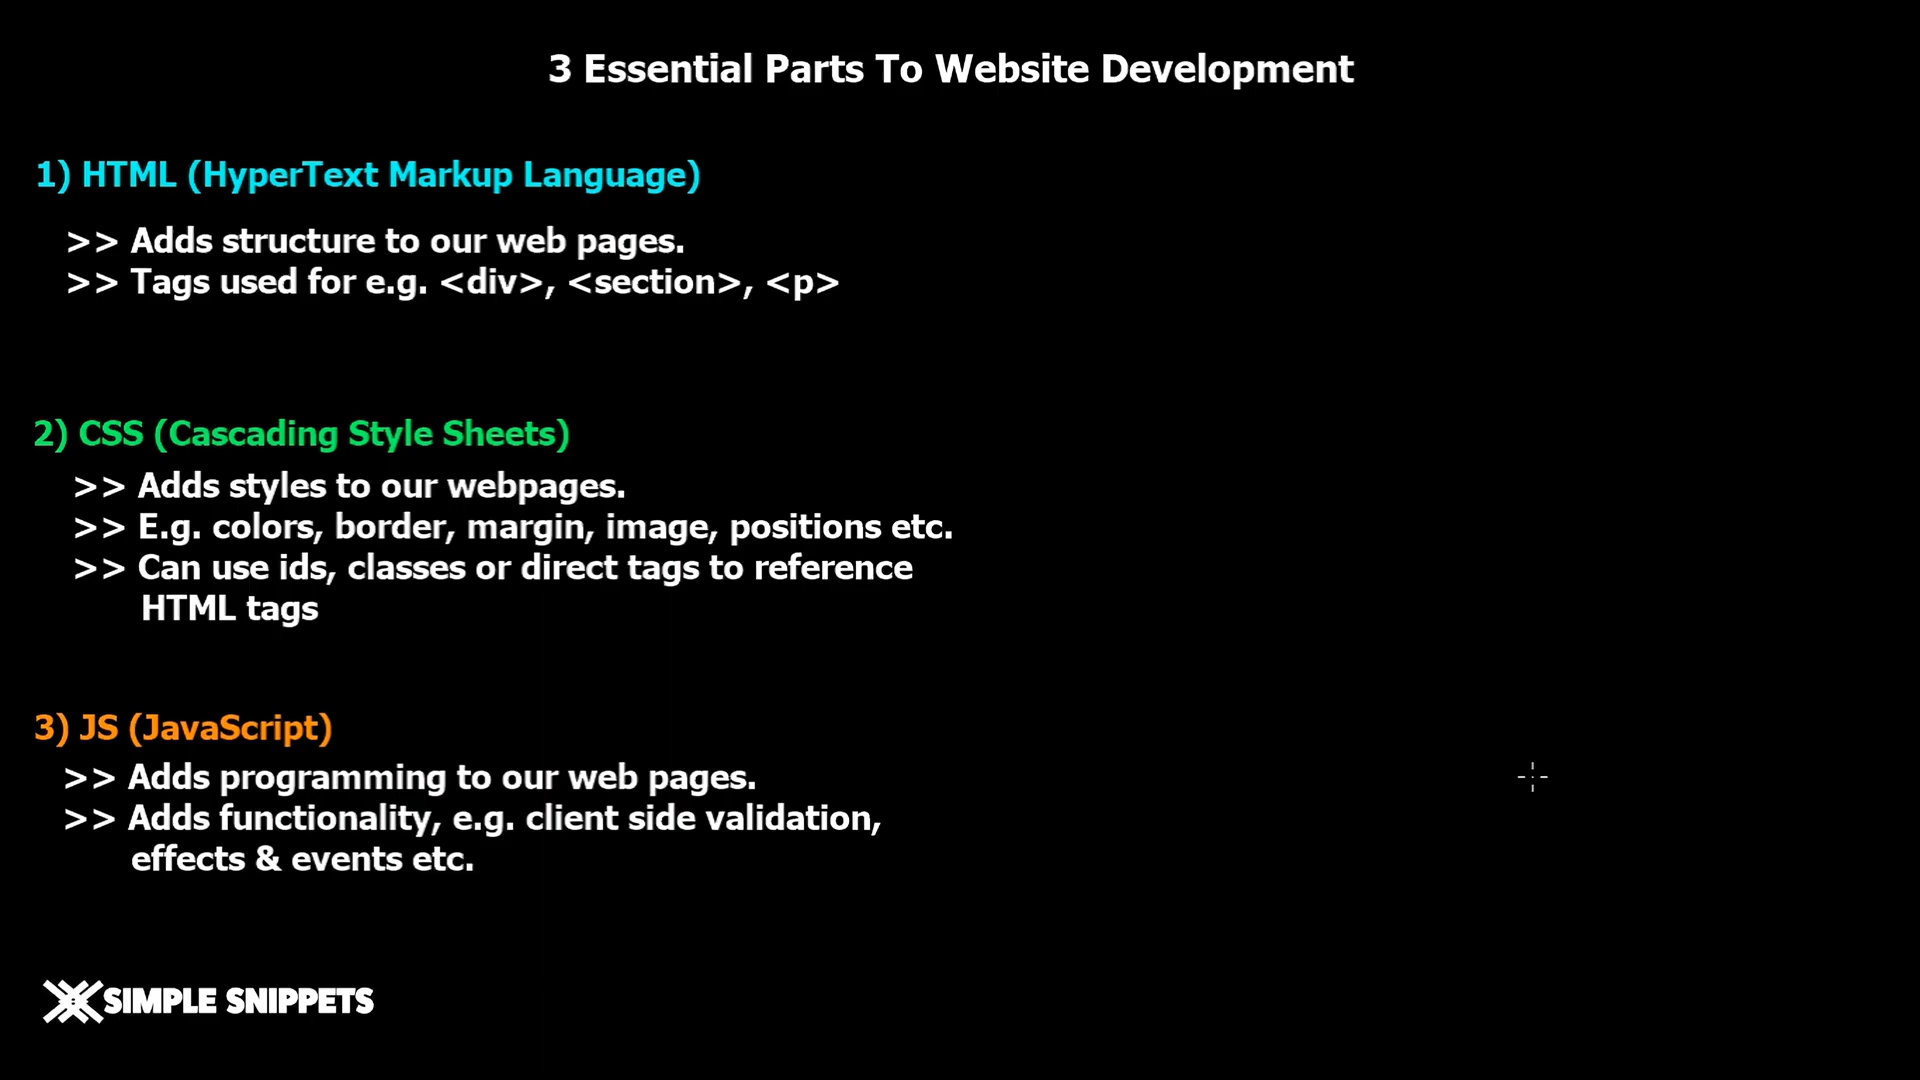 3 Essential Parts To Website Development
1) HTML (HyperText Markup Language)
>> Adds structure to our web pages.
>> Tags used for e.g. <div>, <section>, <p>
2) CSS (Cascading Style Sheets)
>> Adds styles to our webpages.
>> E.g. colors, border, margin, image, positions etc.
>> Can use ids, classes or direct tags to reference
HTML tags
3) JS (JavaScript)
>> Adds programming to our web pages.
>> Adds functionality, e.g. client side validation,
effects & events etc.
SIMPLE SNIPPETS